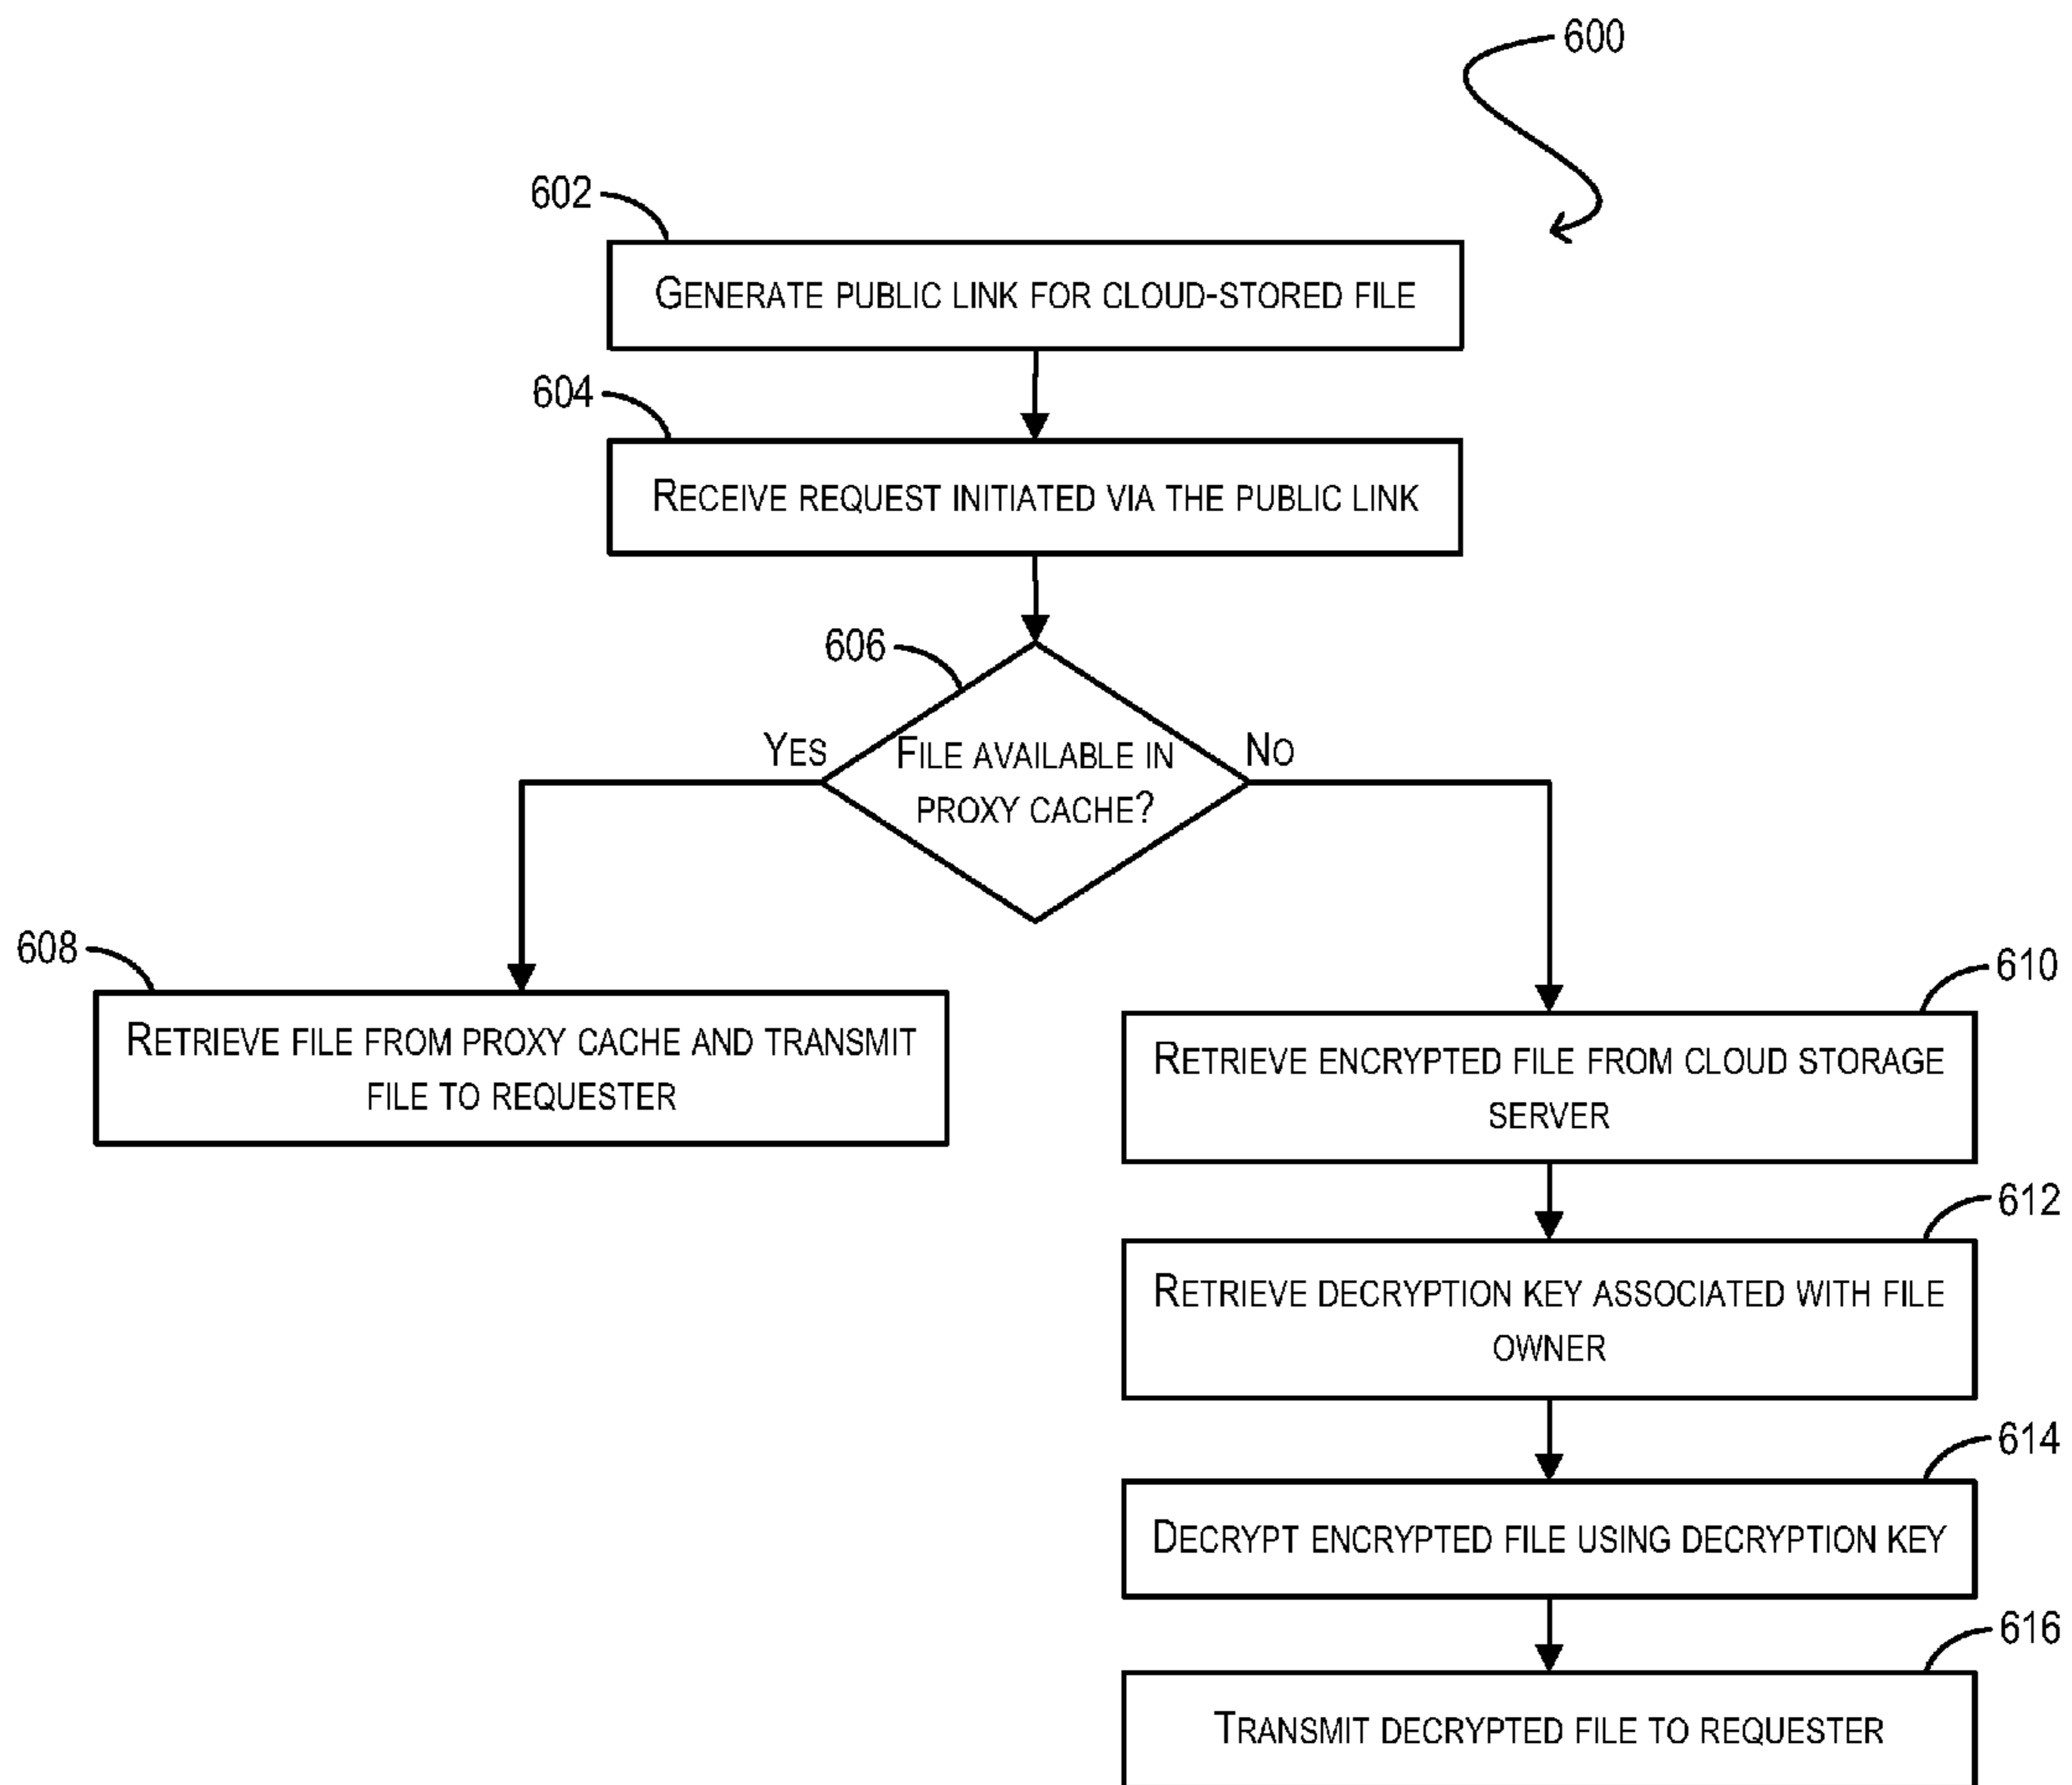 600
602
GENERATE PUBLIC LINK FOR CLOUD-STORED FILE
604
RECEIVE REQUEST INITIATED VIA THE PUBLIC LINK
606
YES
FILE AVAILABLE IN
PROXY CACHE?
NO
608
RETRIEVE FILE FROM PROXY CACHE AND TRANSMIT
FILE TO REQUESTER
610
RETRIEVE ENCRYPTED FILE FROM CLOUD STORAGE
SERVER
612
RETRIEVE DECRYPTION KEY ASSOCIATED WITH FILE
OWNER
614
DECRYPT ENCRYPTED FILE USING DECRYPTION KEY
616
TRANSMIT DECRYPTED FILE TO REQUESTER